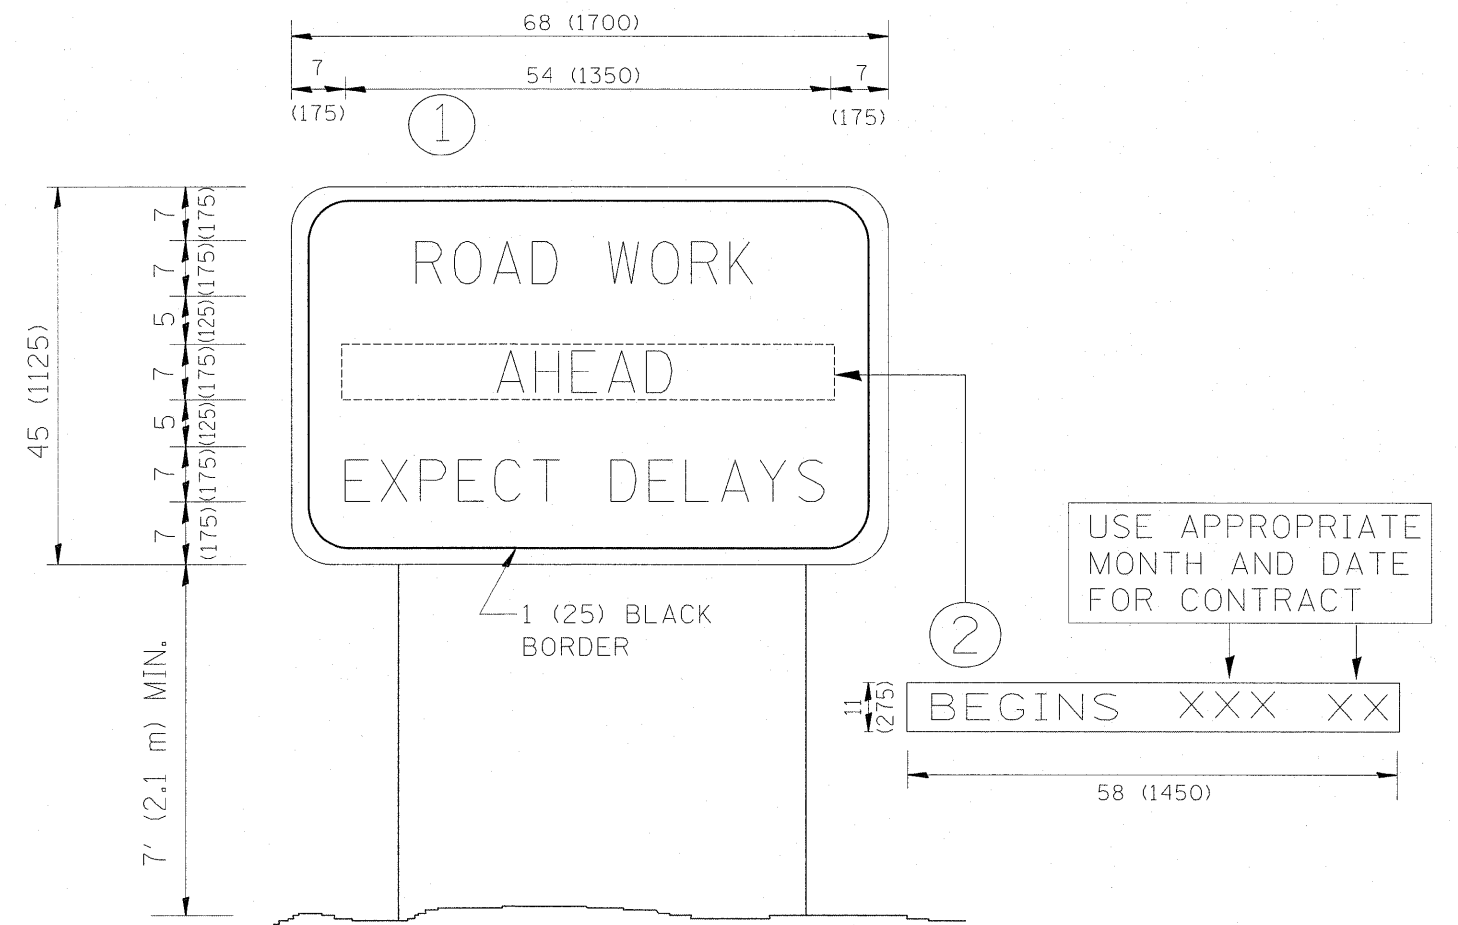 68 (1700)
7
54 (1350)
7
(175)
(175)
1
45 (1125)
7
(175)
7
(175)
5
(125)
7
(175)
5
(125)
7
(175)
7
(175)
ROAD WORK
AHEAD
EXPECT DELAYS
1 (25) BLACK
BORDER
7' (2.1 m) MIN.
USE APPROPRIATE
MONTH AND DATE
FOR CONTRACT
2
11
(275)
BEGINS XXX XX
58 (1450)